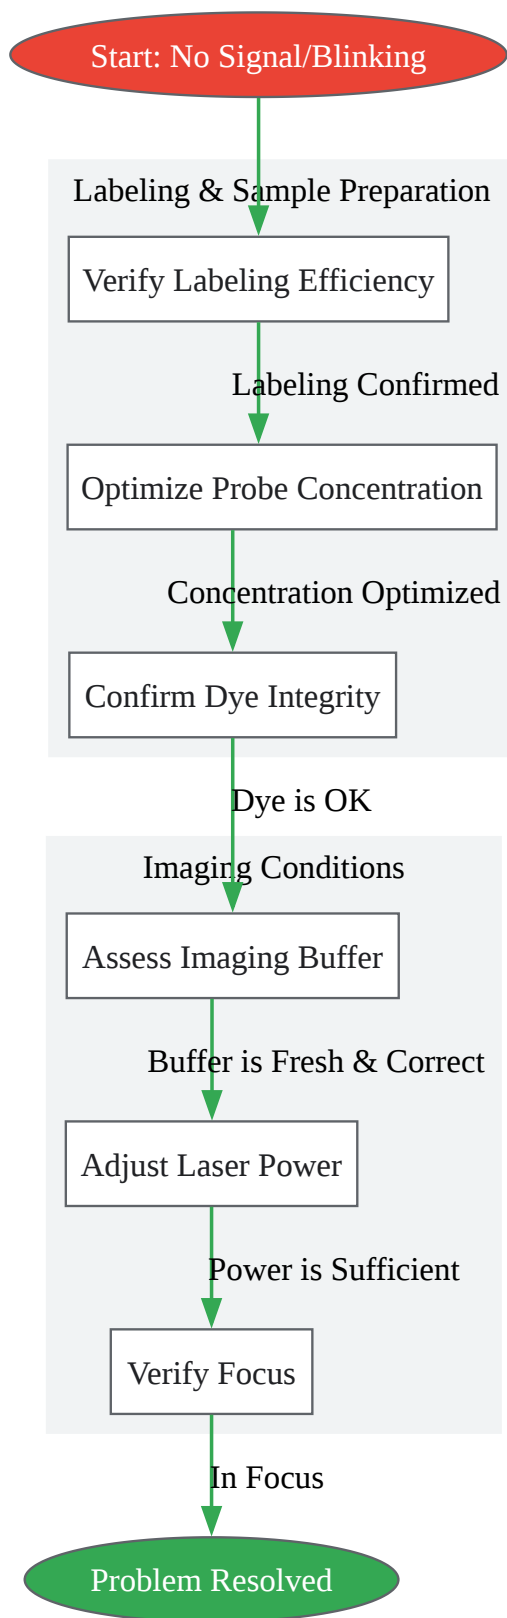 Start: No Signal/Blinking
Labeling & Sample Preparation
Verify Labeling Efficiency
Labeling Confirmed
Optimize Probe Concentration
Concentration Optimized
Confirm Dye Integrity
Dye is OK
Imaging Conditions
Assess Imaging Buffer
Buffer is Fresh & Correct
Adjust Laser Power
Power is Sufficient
Verify Focus
In Focus
Problem Resolved